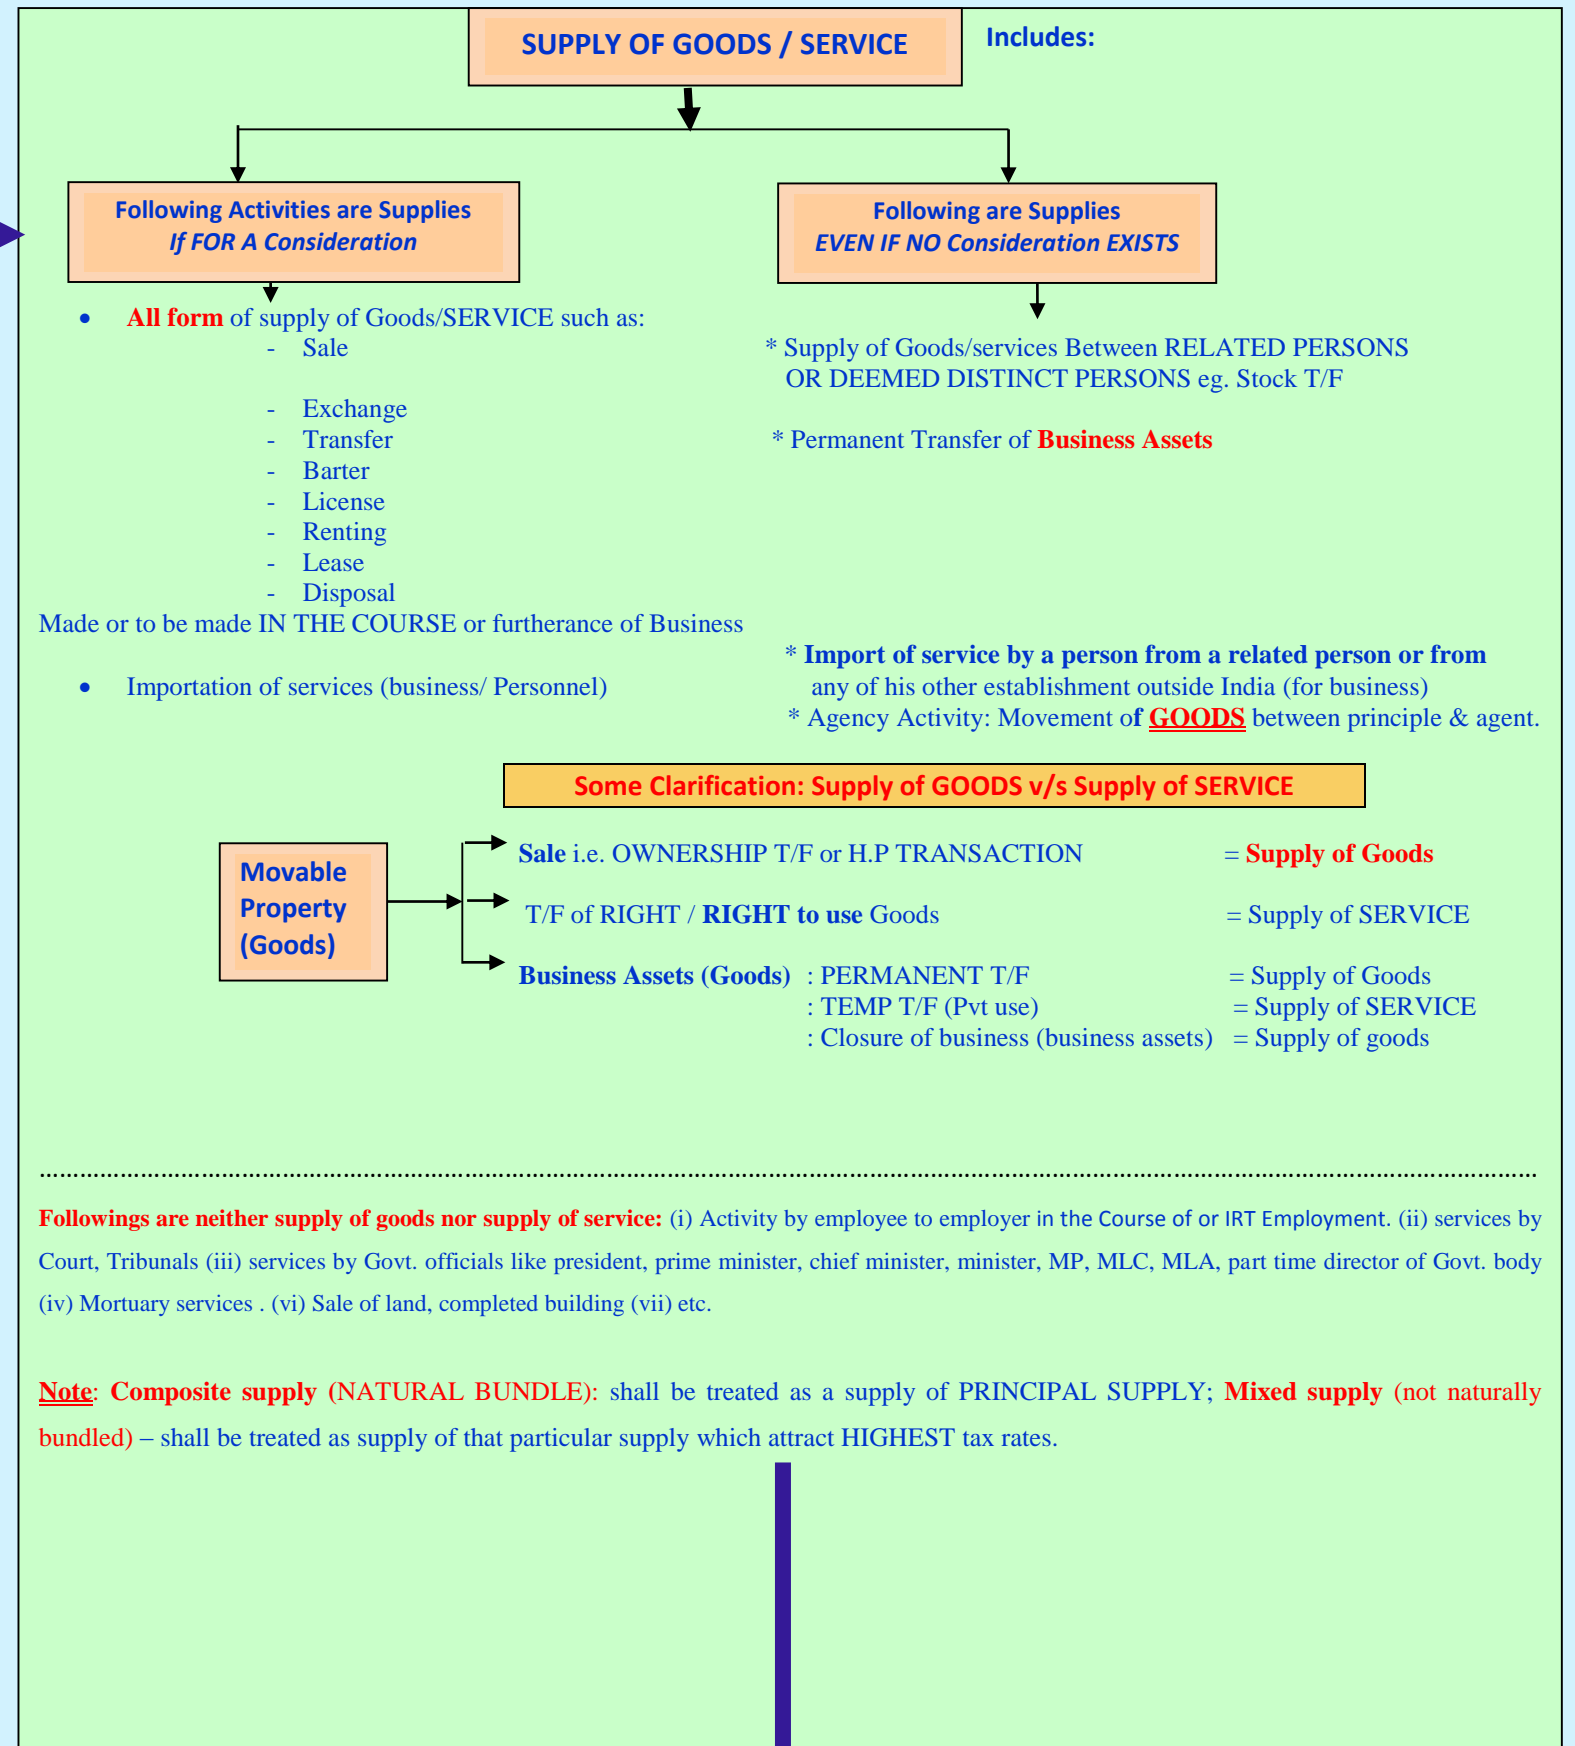 SUPPLY OF GOODS / SERVICE
Includes:
Following Activities are Supplies
If FOR A Consideration
Following are Supplies
EVEN IF NO Consideration EXISTS
• All form of supply of Goods/SERVICE such as:
- Sale
- Exchange
- Transfer
- Barter
- License
- Renting
- Lease
- Disposal
Made or to be made IN THE COURSE or furtherance of Business
• Importation of services (business/ Personnel)
* Supply of Goods/services Between RELATED PERSONS
OR DEEMED DISTINCT PERSONS eg. Stock T/F
* Permanent Transfer of Business Assets
* Import of service by a person from a related person or from
any of his other establishment outside India (for business)
* Agency Activity: Movement of GOODS between principle & agent.
Some Clarification: Supply of GOODS v/s Supply of SERVICE
Movable
Property
(Goods)
Sale i.e. OWNERSHIP T/F or H.P TRANSACTION = Supply of Goods
T/F of RIGHT / RIGHT to use Goods = Supply of SERVICE
Business Assets (Goods) : PERMANENT T/F = Supply of Goods
: TEMP T/F (Pvt use) = Supply of SERVICE
: Closure of business (business assets) = Supply of goods
Followings are neither supply of goods nor supply of service: (i) Activity by employee to employer in the Course of or IRT Employment. (ii) services by
Court, Tribunals (iii) services by Govt. officials like president, prime minister, chief minister, minister, MP, MLC, MLA, part time director of Govt. body
(iv) Mortuary services . (vi) Sale of land, completed building (vii) etc.
Note: Composite supply (NATURAL BUNDLE): shall be treated as a supply of PRINCIPAL SUPPLY; Mixed supply (not naturally
bundled) – shall be treated as supply of that particular supply which attract HIGHEST tax rates.